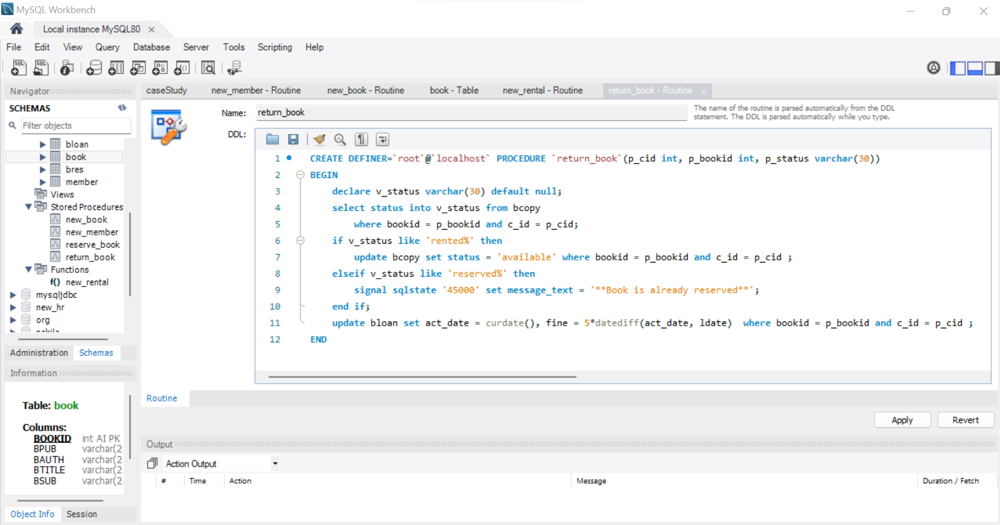 MySQL Workbench
Local instance MySQL80
File Edit View Query Database Server Tools Scripting Help
Navigator
SCHEMAS
Filter objects
bloan
book
bres
member
Views
Stored Procedures
new_book
new_member
reserve_book
return_book
Functions
f() new_rental
mysqljdbc
new_hr
org
sakila
Administration Schemas
Information
Table: book
Columns:
BOOKID int AI PK
BPUB varchar(2
BAUTH varchar(2
BTITLE varchar(2
BSUB varchar(2
Object Info Session
caseStudy new_member - Routine new_book - Routine book - Table new_rental - Routine return_book - Routine
Name: return_book
The name of the routine is parsed automatically from the DDL
statement. The DDL is parsed automatically while you type.
DDL:
1 CREATE DEFINER=`root`@`localhost` PROCEDURE `return_book`(p_cid int, p_bookid int, p_status varchar(30))
2 BEGIN
3 declare v_status varchar(30) default null;
4 select status into v_status from bcopy
5 where bookid = p_bookid and c_id = p_cid;
6 if v_status like 'rented%' then
7 update bcopy set status = 'available' where bookid = p_bookid and c_id = p_cid ;
8 elseif v_status like 'reserved%' then
9 signal sqlstate '45000' set message_text = '**Book is already reserved**';
10 end if;
11 update bloan set act_date = curdate(), fine = 5*datediff(act_date, ldate) where bookid = p_bookid and c_id = p_cid ;
12 END
Routine
Apply Revert
Output
Action Output
# Time Action Message Duration / Fetch